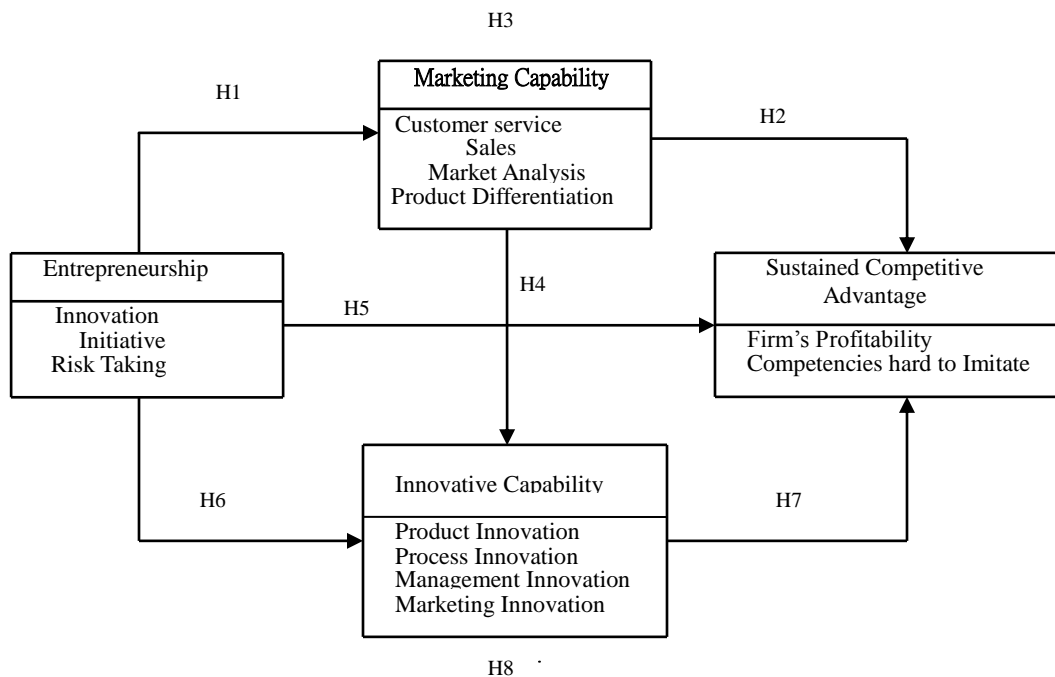 H3
Marketing Capability
H1
H2
Customer service
Sales
Market Analysis
Product Differentiation
Entrepreneurship
Innovation
Initiative
Risk Taking
H5
H4
Sustained Competitive
Advantage
Firm's Profitability
Competencies hard to Imitate
H6
Innovative Capability
H7
Product Innovation
Process Innovation
Management Innovation
Marketing Innovation
H8